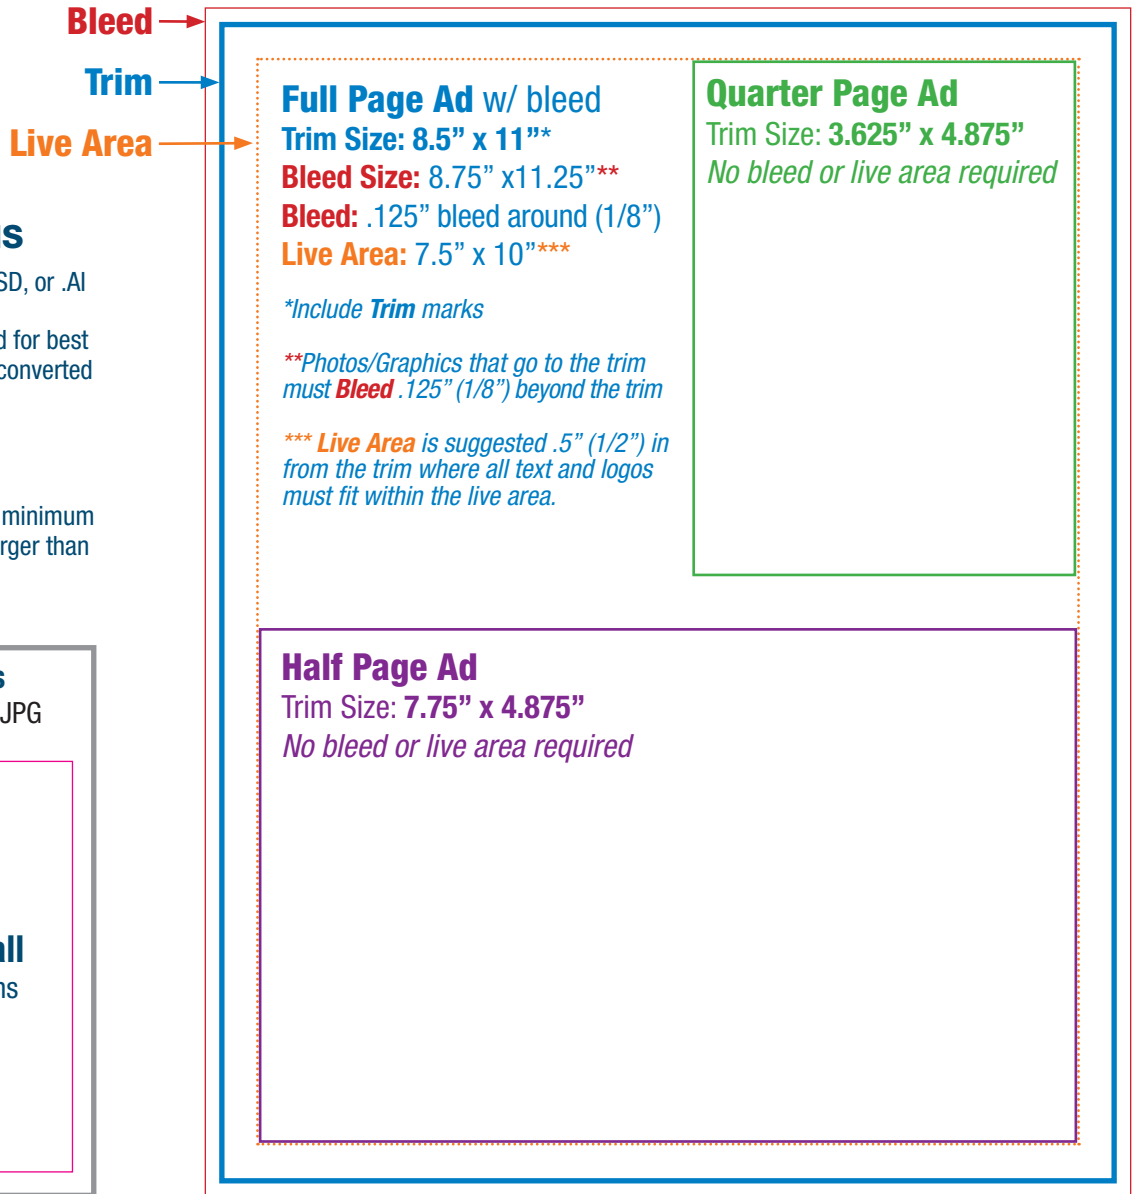 Bleed
Trim
Live Area
Full Page Ad w/ bleed
Trim Size: 8.5” x 11”*
Bleed Size: 8.75” x11.25”**
Bleed: .125” bleed around (1/8”)
Live Area: 7.5” x 10”***
*Include Trim marks
**Photos/Graphics that go to the trim
must Bleed .125” (1/8”) beyond the trim
*** Live Area is suggested .5” (1/2”) in
from the trim where all text and logos
must fit within the live area.
Quarter Page Ad
Trim Size: 3.625” x 4.875”
No bleed or live area required
Half Page Ad
Trim Size: 7.75” x 4.875”
No bleed or live area required
SD, or .AI
for best
converted
minimum
than
JPG